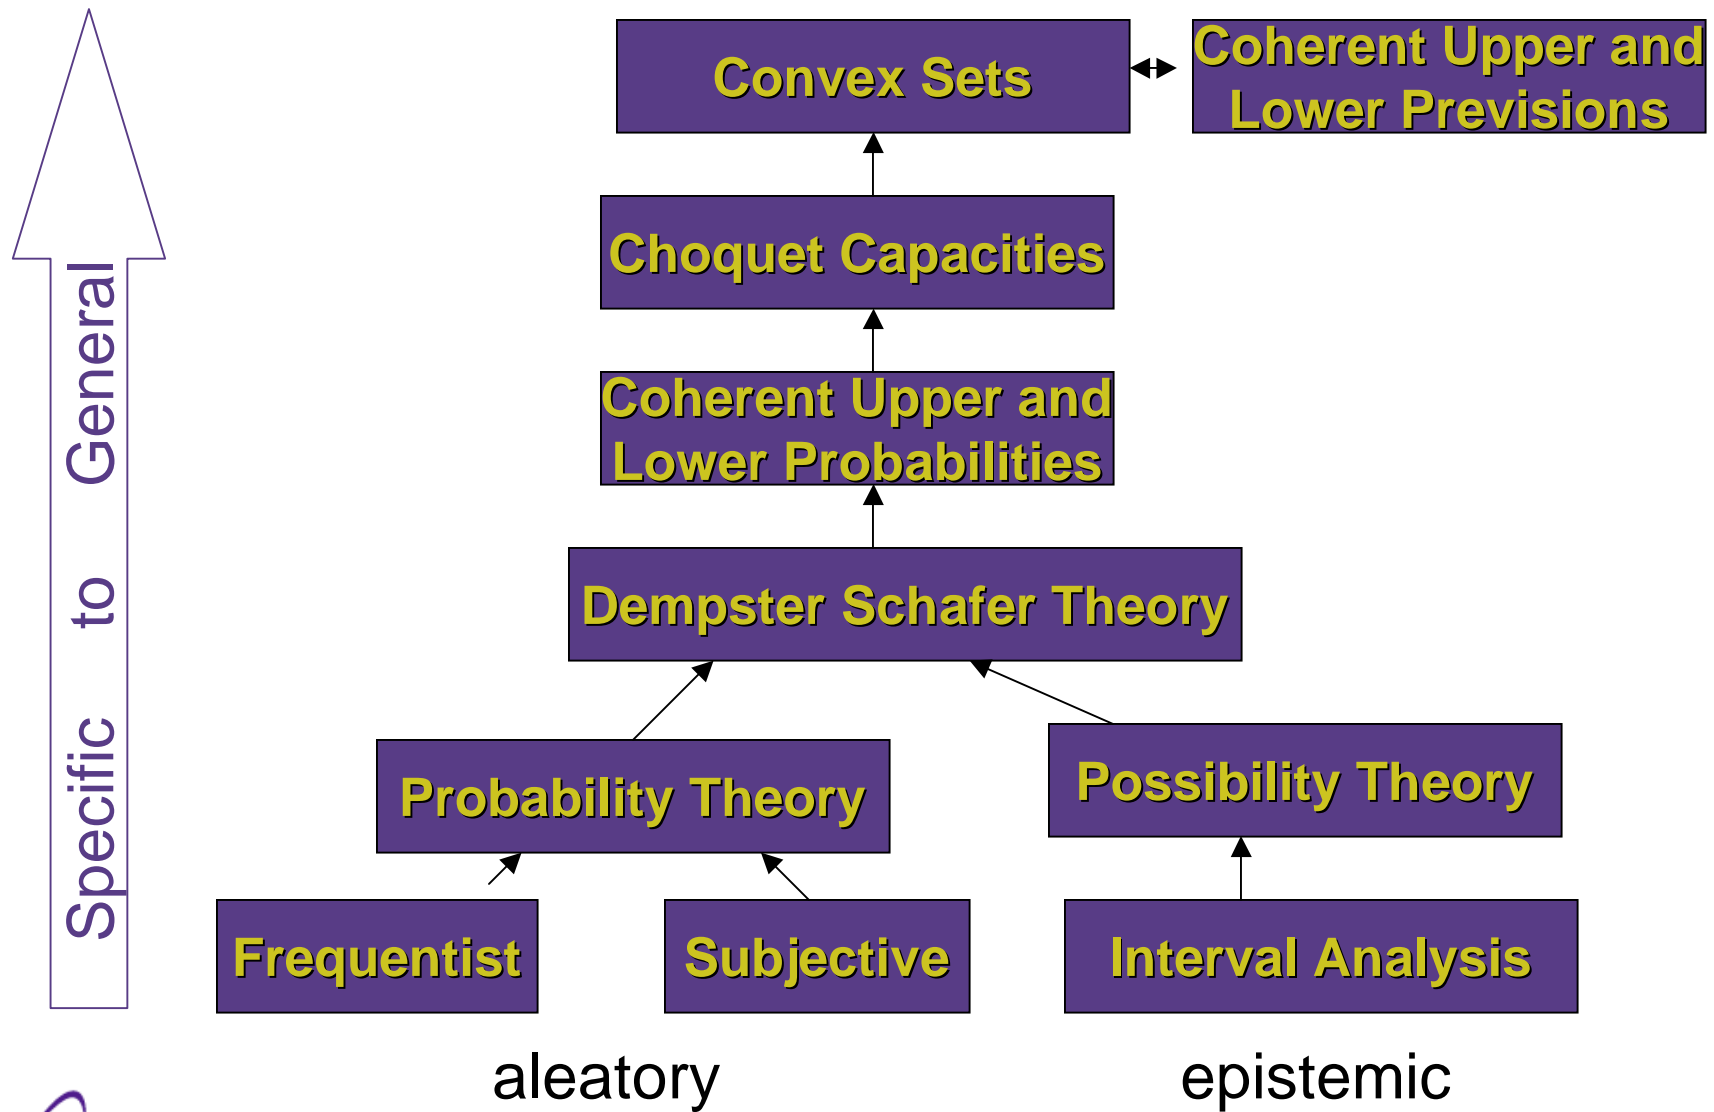 Convex Sets
Coherent Upper and
Lower Previsions
Choquet Capacities
Coherent Upper and
Lower Probabilities
Dempster Schafer Theory
Probability Theory
Possibility Theory
Frequentist
Subjective
Interval Analysis
aleatory
epistemic
Specific to General